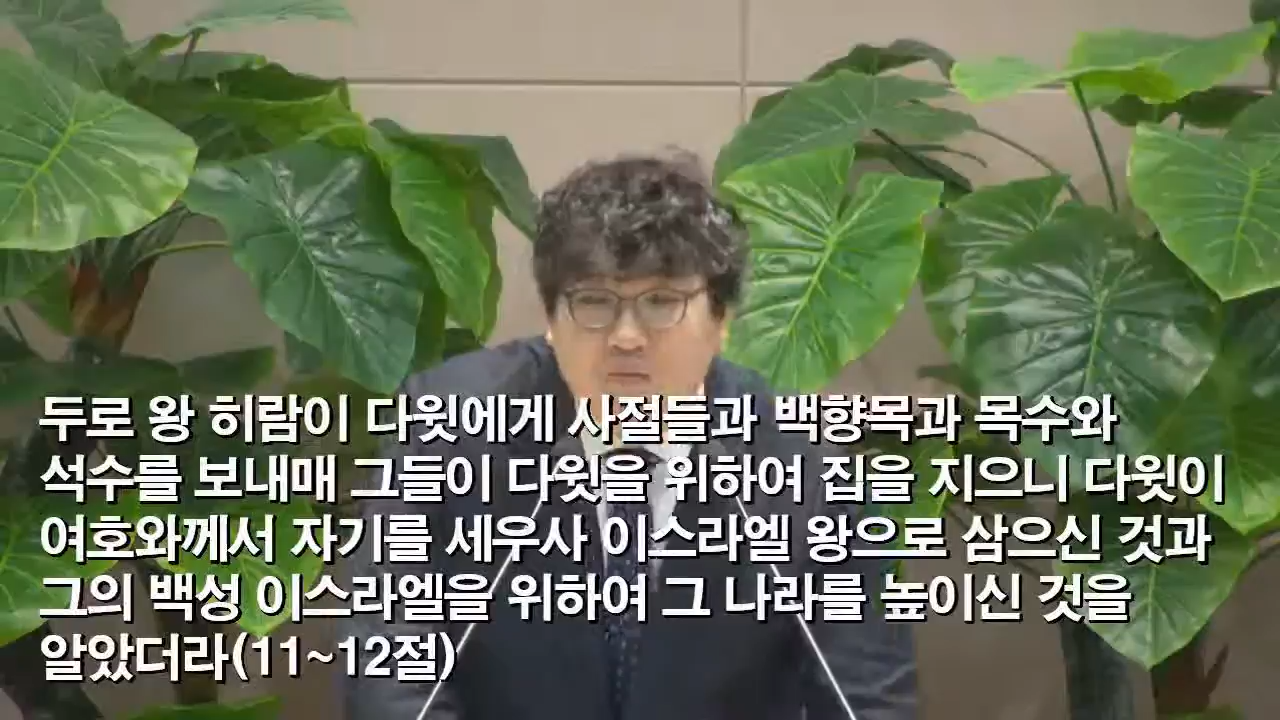 두로 왕 히람이 다윗에게 사절들과 백향목과 목수와
석수를 보내매 그들이 다윗을 위하여 집을 지으니 다윗이
여호와께서 자기를 세우사 이스라엘 왕으로 삼으신 것과
그의 백성 이스라엘을 위하여 그 나라를 높이신 것을
알았더라(11~12절)